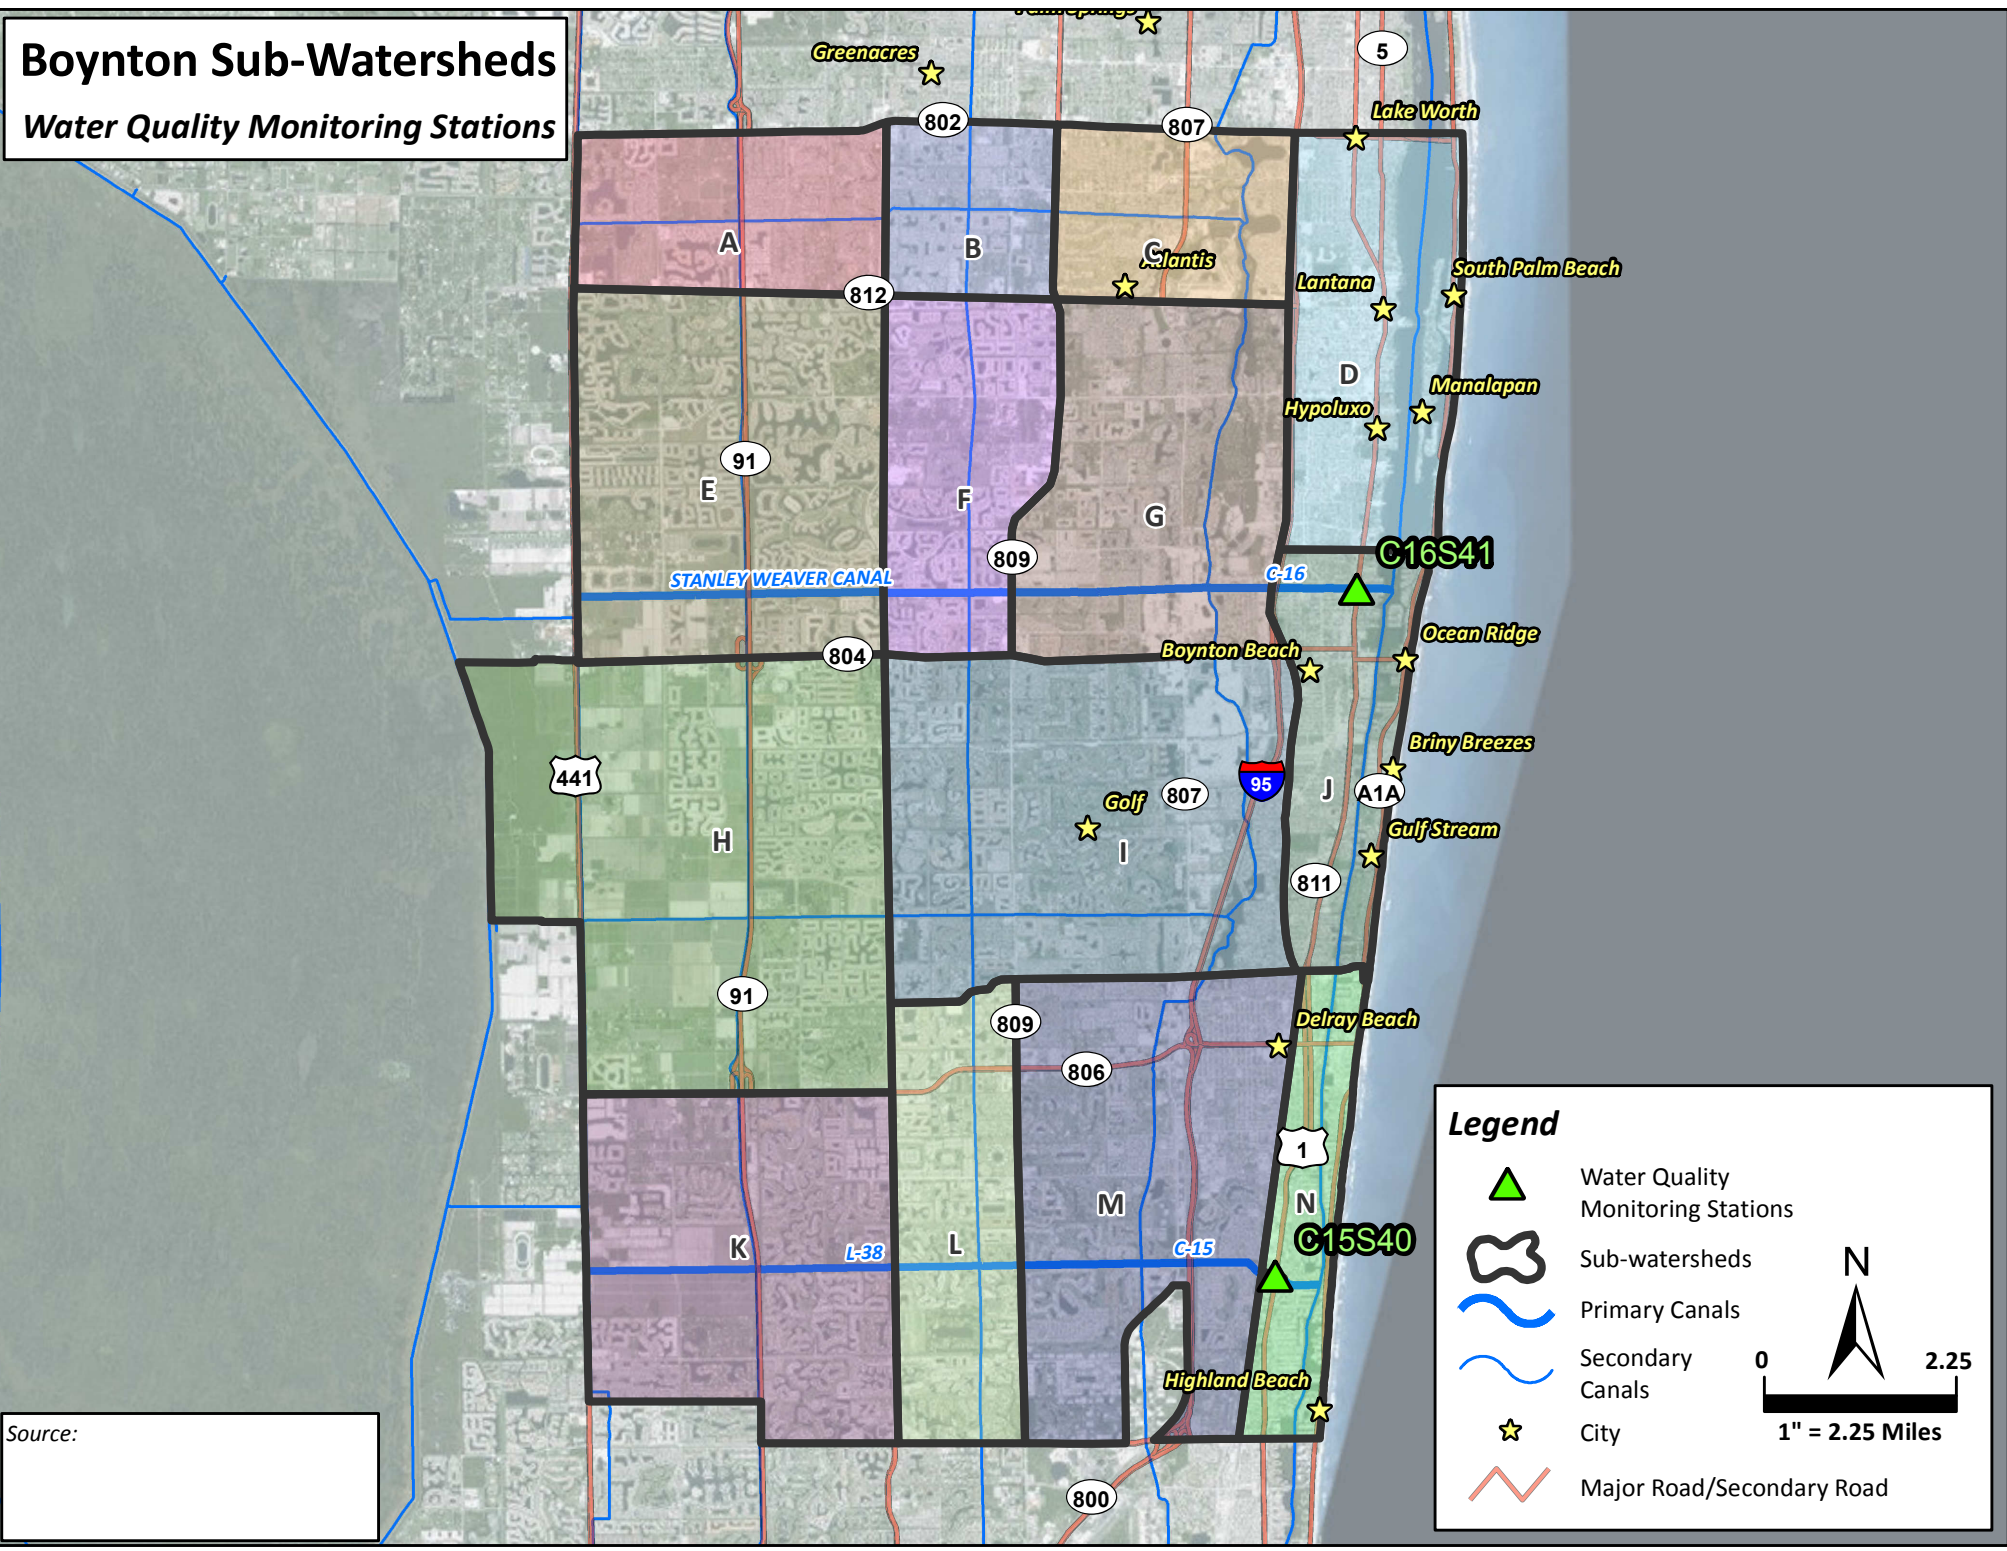 Boynton Sub-Watersheds
Water Quality Monitoring Stations
Palm Springs
Greenacres
5
Lake Worth
802
807
A
B
C
Atlantis
South Palm Beach
Lantana
812
D
Manalapan
Hypoluxo
91
E
F
G
809
C16S41
STANLEY WEAVER CANAL
C-16
Ocean Ridge
Boynton Beach
804
Briny Breezes
441
95
807
J
A1A
Golf
Gulf Stream
H
I
811
91
809
Delray Beach
806
1
M
N
K
L-38
L
C-15
C15S40
Highland Beach
800
Legend
Water Quality
Monitoring Stations
Sub-watersheds
Primary Canals
Secondary
Canals
City
Major Road/Secondary Road
N
0 2.25
1" = 2.25 Miles
Source: